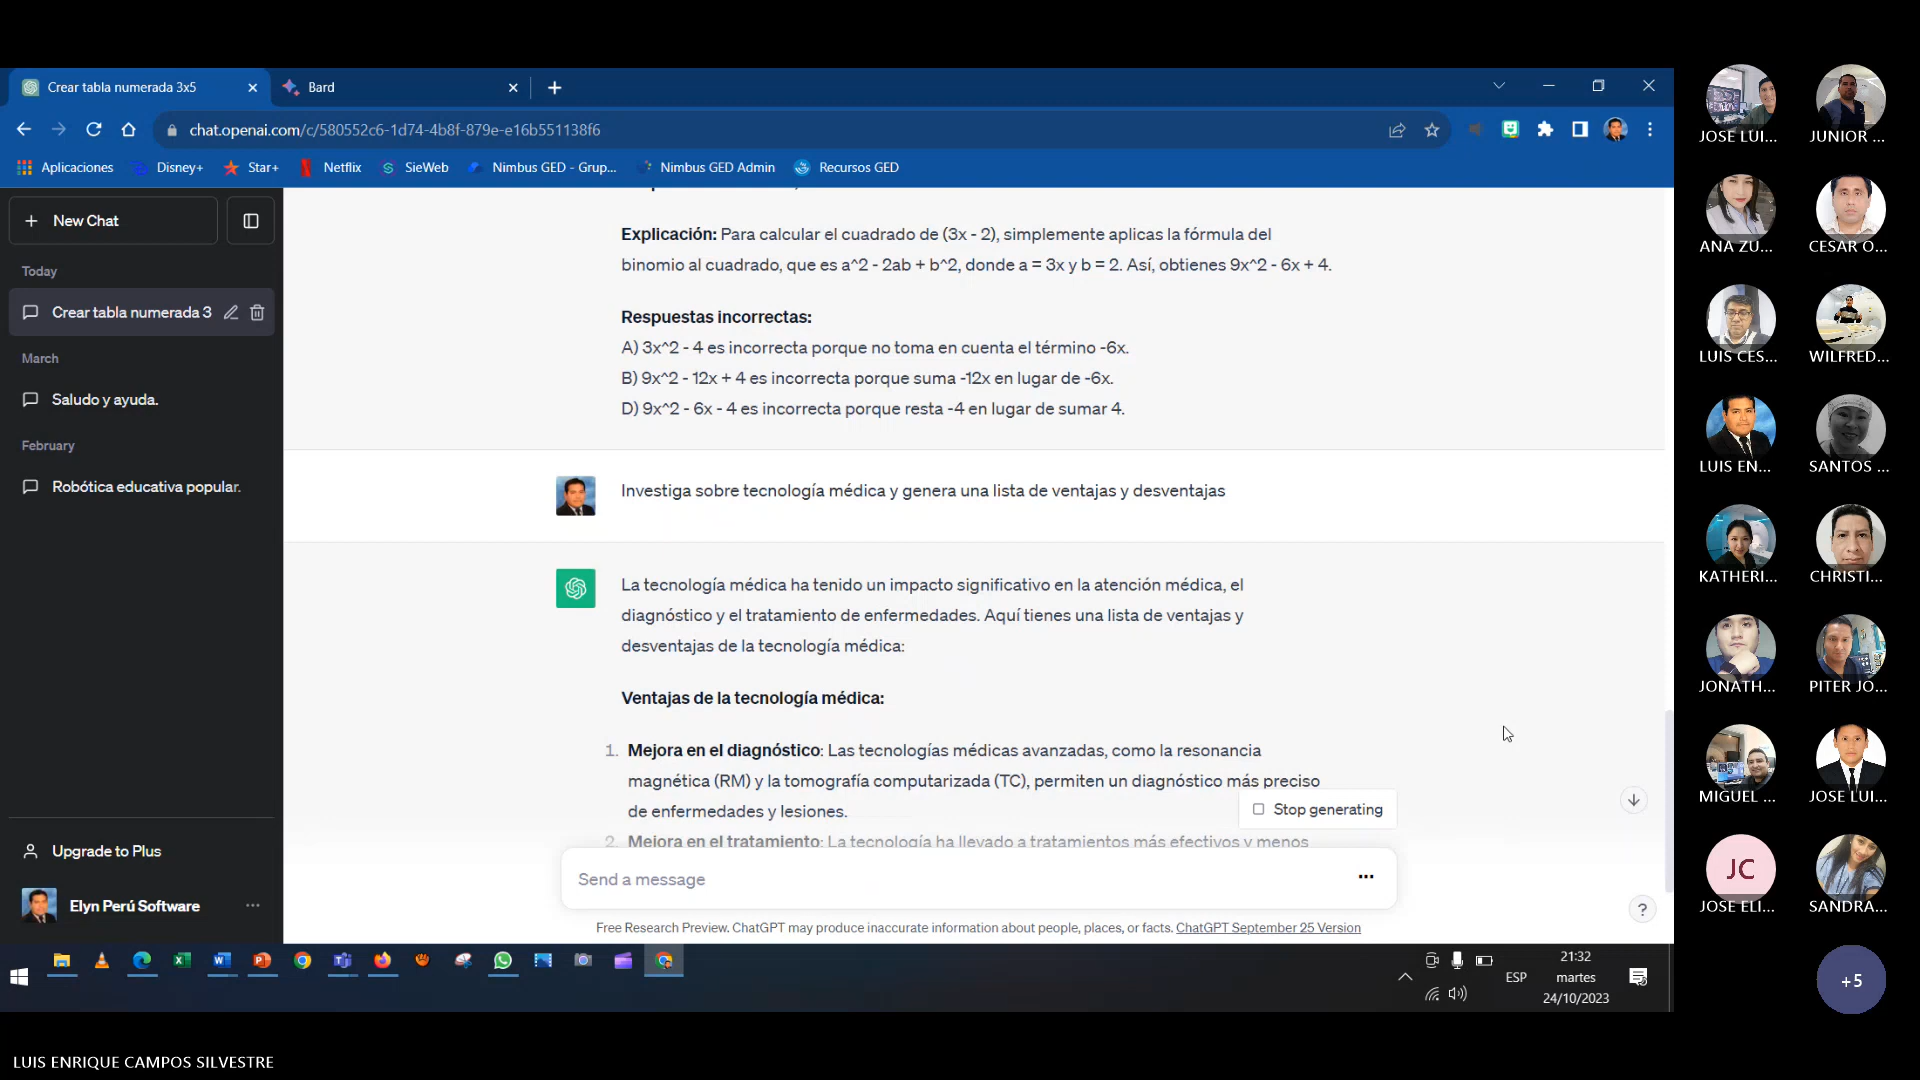 Crear tabla numerada 3x5
Bard
chat.openai.com/c/580552c6-1d74-4b8f-879e-e16b551138f6
Aplicaciones
Disney+
Star+
Netflix
SieWeb
Nimbus GED - Grup...
Nimbus GED Admin
Recursos GED
New Chat
Today
Crear tabla numerada 3
March
Saludo y ayuda.
February
Robótica educativa popular.
Upgrade to Plus
Elyn Perú Software
Explicación: Para calcular el cuadrado de (3x - 2), simplemente aplicas la fórmula del
binomio al cuadrado, que es a^2 - 2ab + b^2, donde a = 3x y b = 2. Así, obtienes 9x^2 - 6x + 4.
Respuestas incorrectas:
A) 3x^2 - 4 es incorrecta porque no toma en cuenta el término -6x.
B) 9x^2 - 12x + 4 es incorrecta porque suma -12x en lugar de -6x.
D) 9x^2 - 6x - 4 es incorrecta porque resta -4 en lugar de sumar 4.
Investiga sobre tecnología médica y genera una lista de ventajas y desventajas
La tecnología médica ha tenido un impacto significativo en la atención médica, el
diagnóstico y el tratamiento de enfermedades. Aquí tienes una lista de ventajas y
desventajas de la tecnología médica:
Ventajas de la tecnología médica:
1. Mejora en el diagnóstico: Las tecnologías médicas avanzadas, como la resonancia
magnética (RM) y la tomografía computarizada (TC), permiten un diagnóstico más preciso
de enfermedades y lesiones.
Stop generating
2. Mejora en el tratamiento: La tecnología ha llevado a tratamientos más efectivos y menos
Send a message
?
Free Research Preview. ChatGPT may produce inaccurate information about people, places, or facts. ChatGPT September 25 Version
ESP
21:32
martes
24/10/2023
JOSE LUI...
JUNIOR ...
ANA ZU...
CESAR O...
LUIS CES...
WILFRED...
LUIS EN...
SANTOS ...
KATHERI...
CHRISTI...
JONATH...
PITER JO...
MIGUEL ...
JOSE LUI...
JC
JOSE ELI...
SANDRA...
+5
LUIS ENRIQUE CAMPOS SILVESTRE